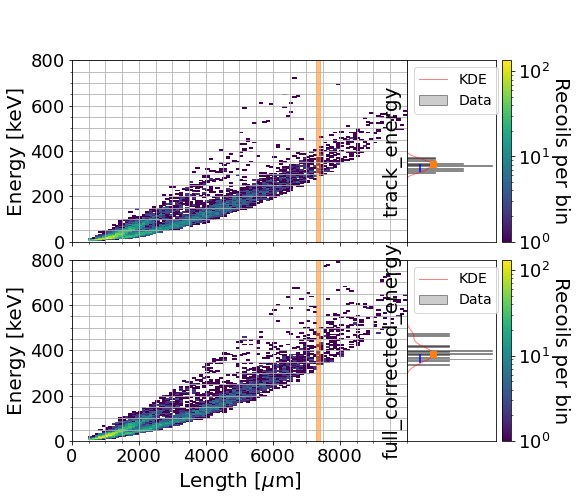 800
600
400
200
0
Energy [keV]
track_energy
KDE
Data
10²
10¹
10⁰
Recoils per bin
800
600
400
200
0
Energy [keV]
full_corrected_energy
KDE
Data
10²
10¹
10⁰
Recoils per bin
0
2000
4000
6000
8000
Length [μm]